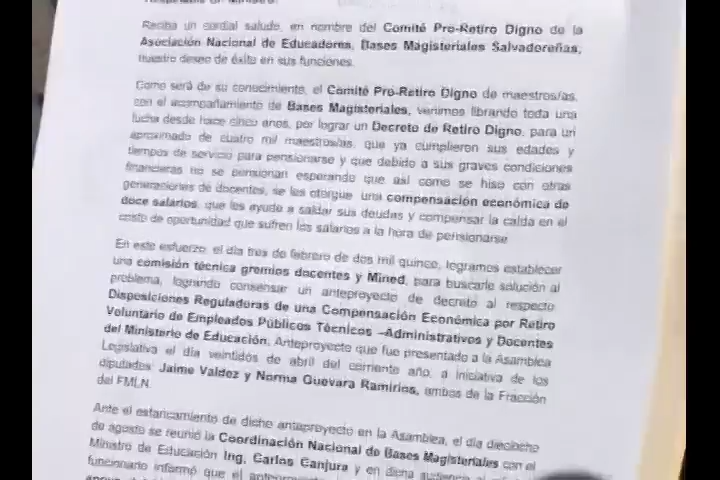 Reciba un cordial saludo, en nombre del Comité Pro-Retiro Digno de la
Asociación Nacional de Educadores, Bases Magisteriales Salvadoreñas,
nuestro deseo de éxito en sus funciones.
Como será de su conocimiento, el Comité Pro-Retiro Digno de maestros/as,
con el acompañamiento de Bases Magisteriales, venimos librando toda una
lucha desde hace cinco años, por lograr un Decreto de Retiro Digno, para un
aproximado de cuatro mil maestros/as, que ya cumplieron sus edades y
tiempos de servicio para pensionarse y que debido a sus graves condiciones
financieras no se pensionan esperando que así como se hiso con otras
generaciones de docentes, se les otorgue una compensación económica de
doce salarios, que les ayude a saldar sus deudas y compensar la caída en el
costo de oportunidad que sufren los salarios a la hora de pensionarse
En este esfuerzo, el día tres de febrero de dos mil quince, logramos establecer
una comisión técnica gremios docentes y Mined, para buscarle solución al
problema, logrando consensar un anteproyecto de decreto al respecto
Disposiciones Reguladoras de una Compensación Económica por Retiro
Voluntario de Empleados Públicos Técnicos –Administrativos y Docentes
del Ministerio de Educación, Anteproyecto que fue presentado a la Asamblea
Legislativa el día veintidos de abril del corriente año, a iniciativa de los
diputados: Jaime Valdez y Norma Guevara Ramirios, ambos de la Fracción
del FMLN.
Ante el estancamiento de dicho anteproyecto en la Asamblea, el día dieciocho
de agosto se reunió la Coordinación Nacional de Bases Magisteriales con el
Ministro de Educación Ing. Carlos Canjura y en dicha
funcionario informó que el